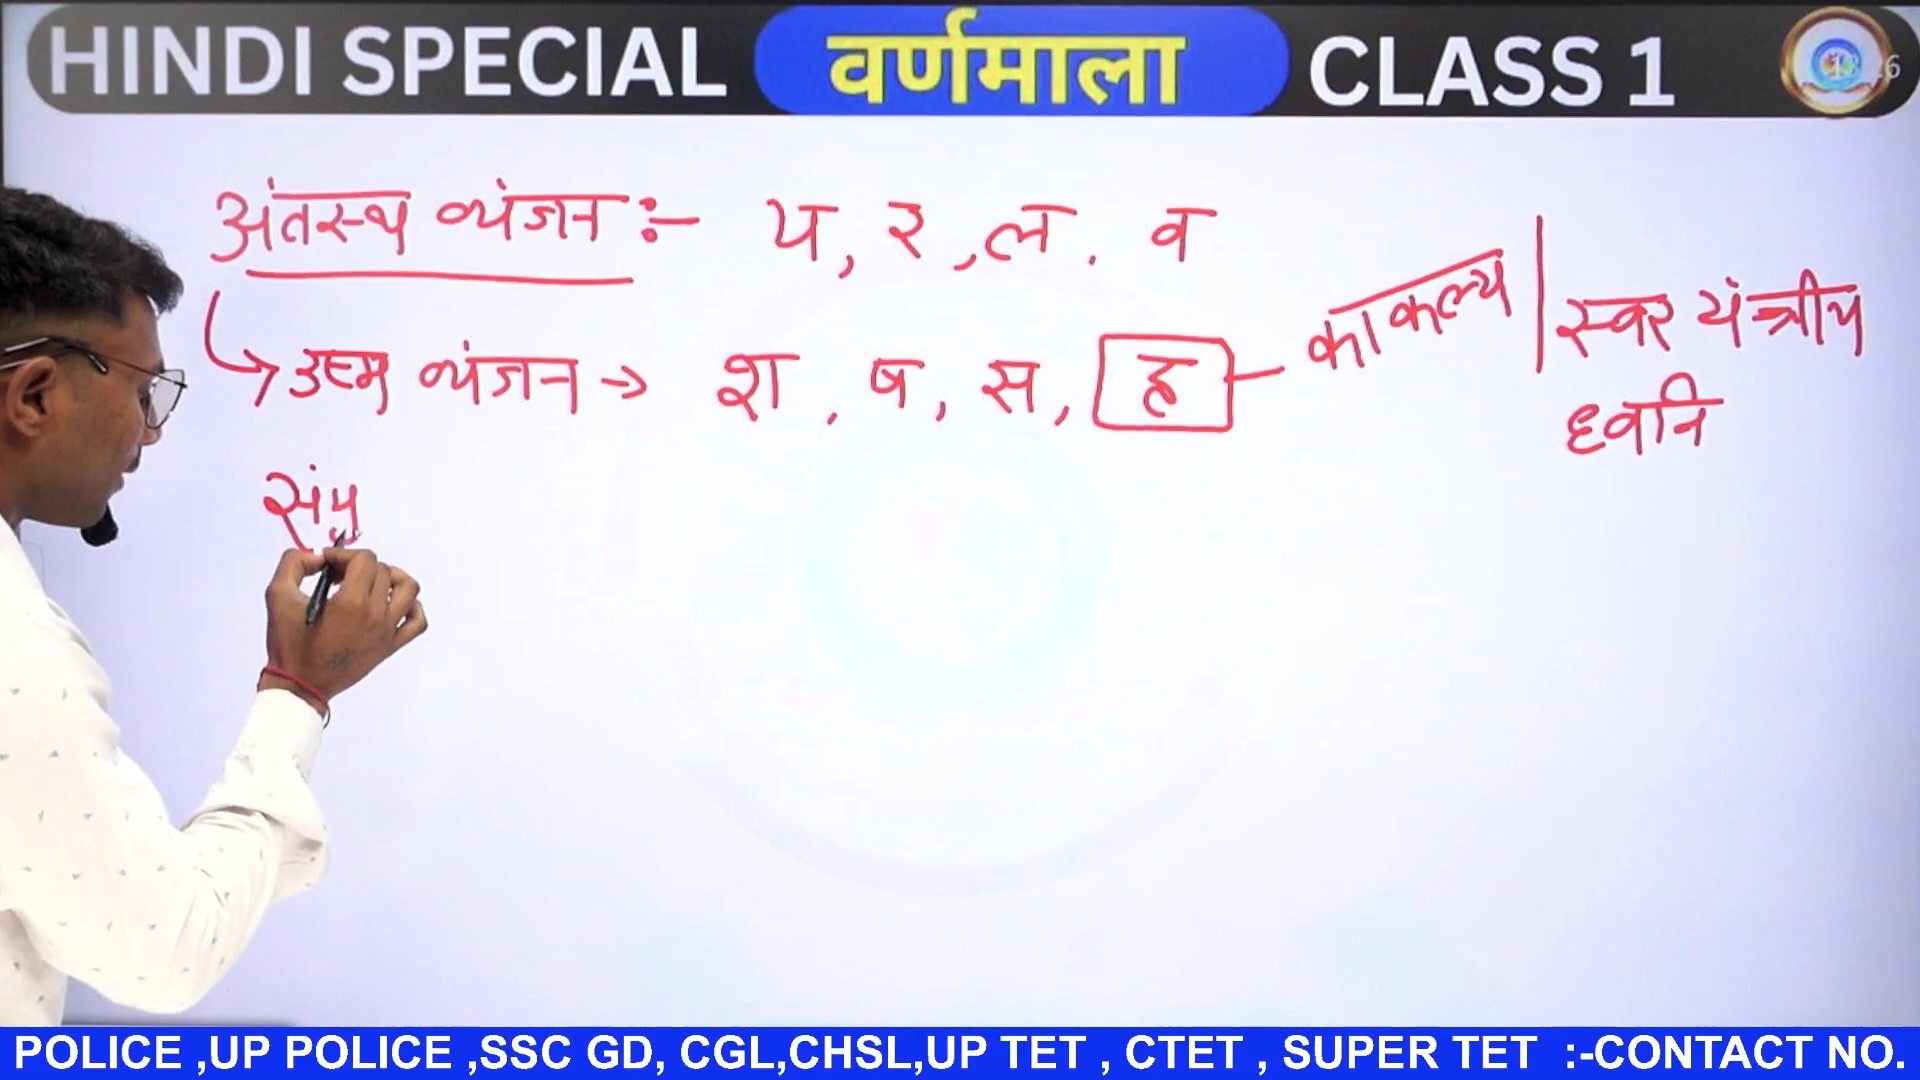 HINDI SPECIAL वर्णमाला CLASS 1
अंतस्थ व्यंजन :- य, र, ल, व
उष्म व्यंजन → श, ष, स, ह - काकल्य | स्वर यंत्रीय
ध्वनि
संयु
POLICE ,UP POLICE ,SSC GD, CGL,CHSL,UP TET , CTET , SUPER TET :-CONTACT NO.